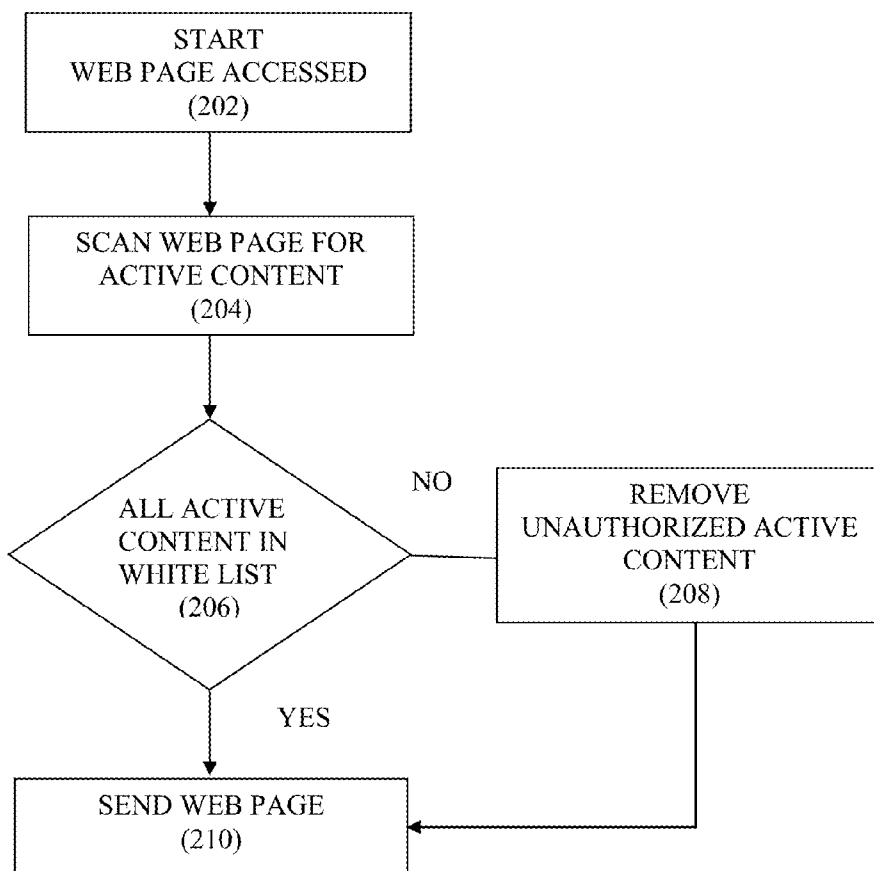 START
WEB PAGE ACCESSED
(202)
SCAN WEB PAGE FOR
ACTIVE CONTENT
(204)
ALL ACTIVE
CONTENT IN
WHITE LIST
(206)
NO
REMOVE
UNAUTHORIZED ACTIVE
CONTENT
(208)
YES
SEND WEB PAGE
(210)